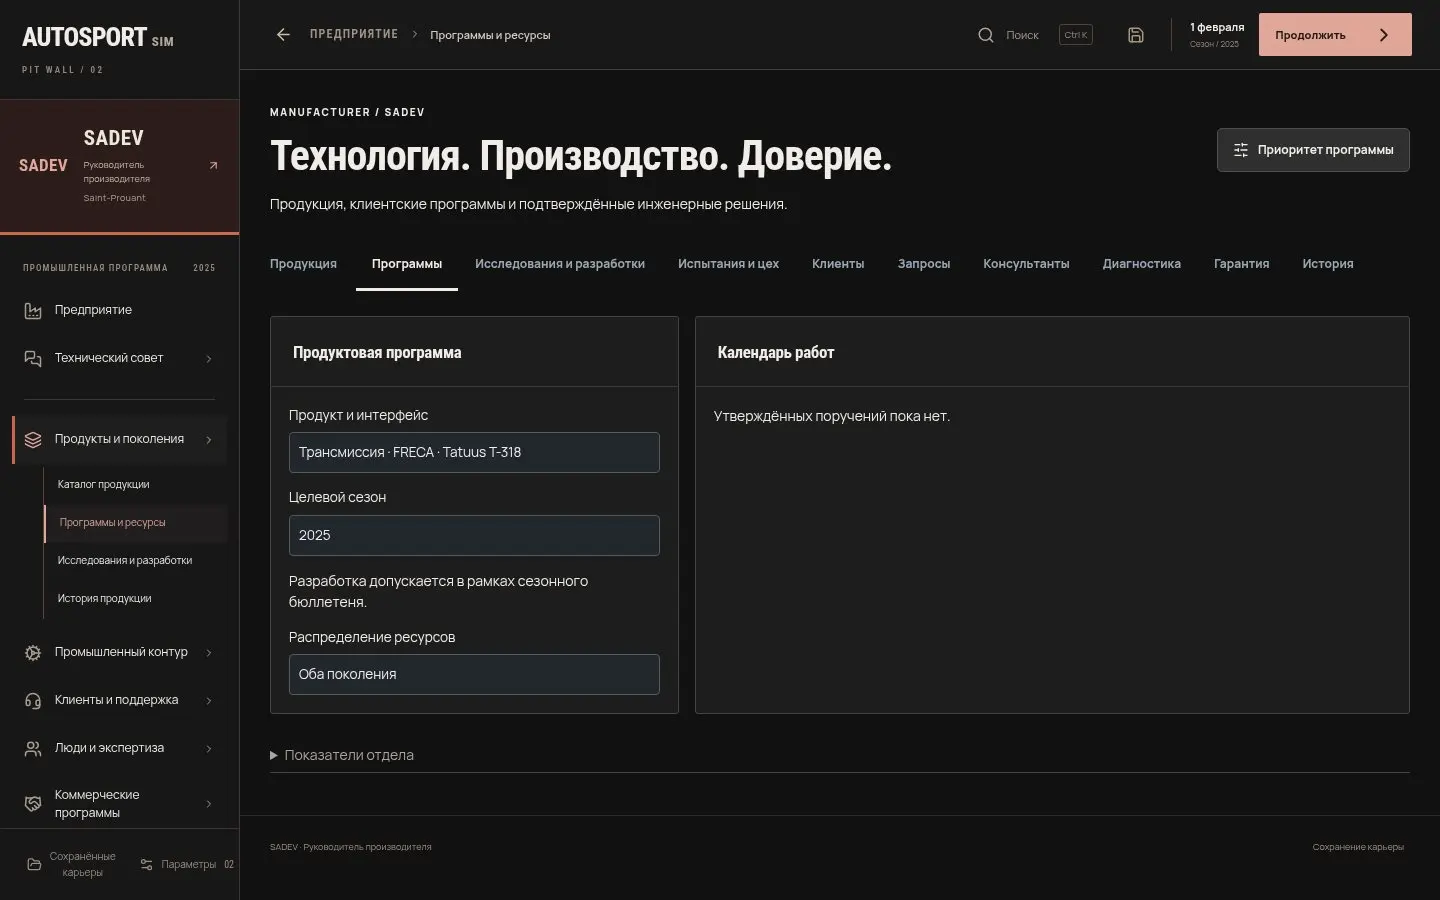 AUTOSPORT SIM
PIT WALL / 02
SADEV
SADEV
Руководитель
производителя
Saint-Prouant
ПРОМЫШЛЕННАЯ ПРОГРАММА 2025
Предприятие
Технический совет
Продукты и поколения
Каталог продукции
Программы и ресурсы
Исследования и разработки
История продукции
Промышленный контур
Клиенты и поддержка
Люди и экспертиза
Коммерческие
программы
Сохранённые
карьеры
Параметры 02
ПРЕДПРИЯТИЕ
Программы и ресурсы
Поиск Ctrl K
1 февраля
Сезон / 2025
Продолжить
MANUFACTURER / SADEV
Технология. Производство. Доверие.
Приоритет программы
Продукция, клиентские программы и подтверждённые инженерные решения.
Продукция Программы Исследования и разработки Испытания и цех Клиенты Запросы Консультанты Диагностика Гарантия История
Продуктовая программа
Продукт и интерфейс
Трансмиссия · FRECA · Tatuus T-318
Целевой сезон
2025
Разработка допускается в рамках сезонного
бюллетеня.
Распределение ресурсов
Оба поколения
Календарь работ
Утверждённых поручений пока нет.
Показатели отдела
SADEV · Руководитель производителя
Сохранение карьеры